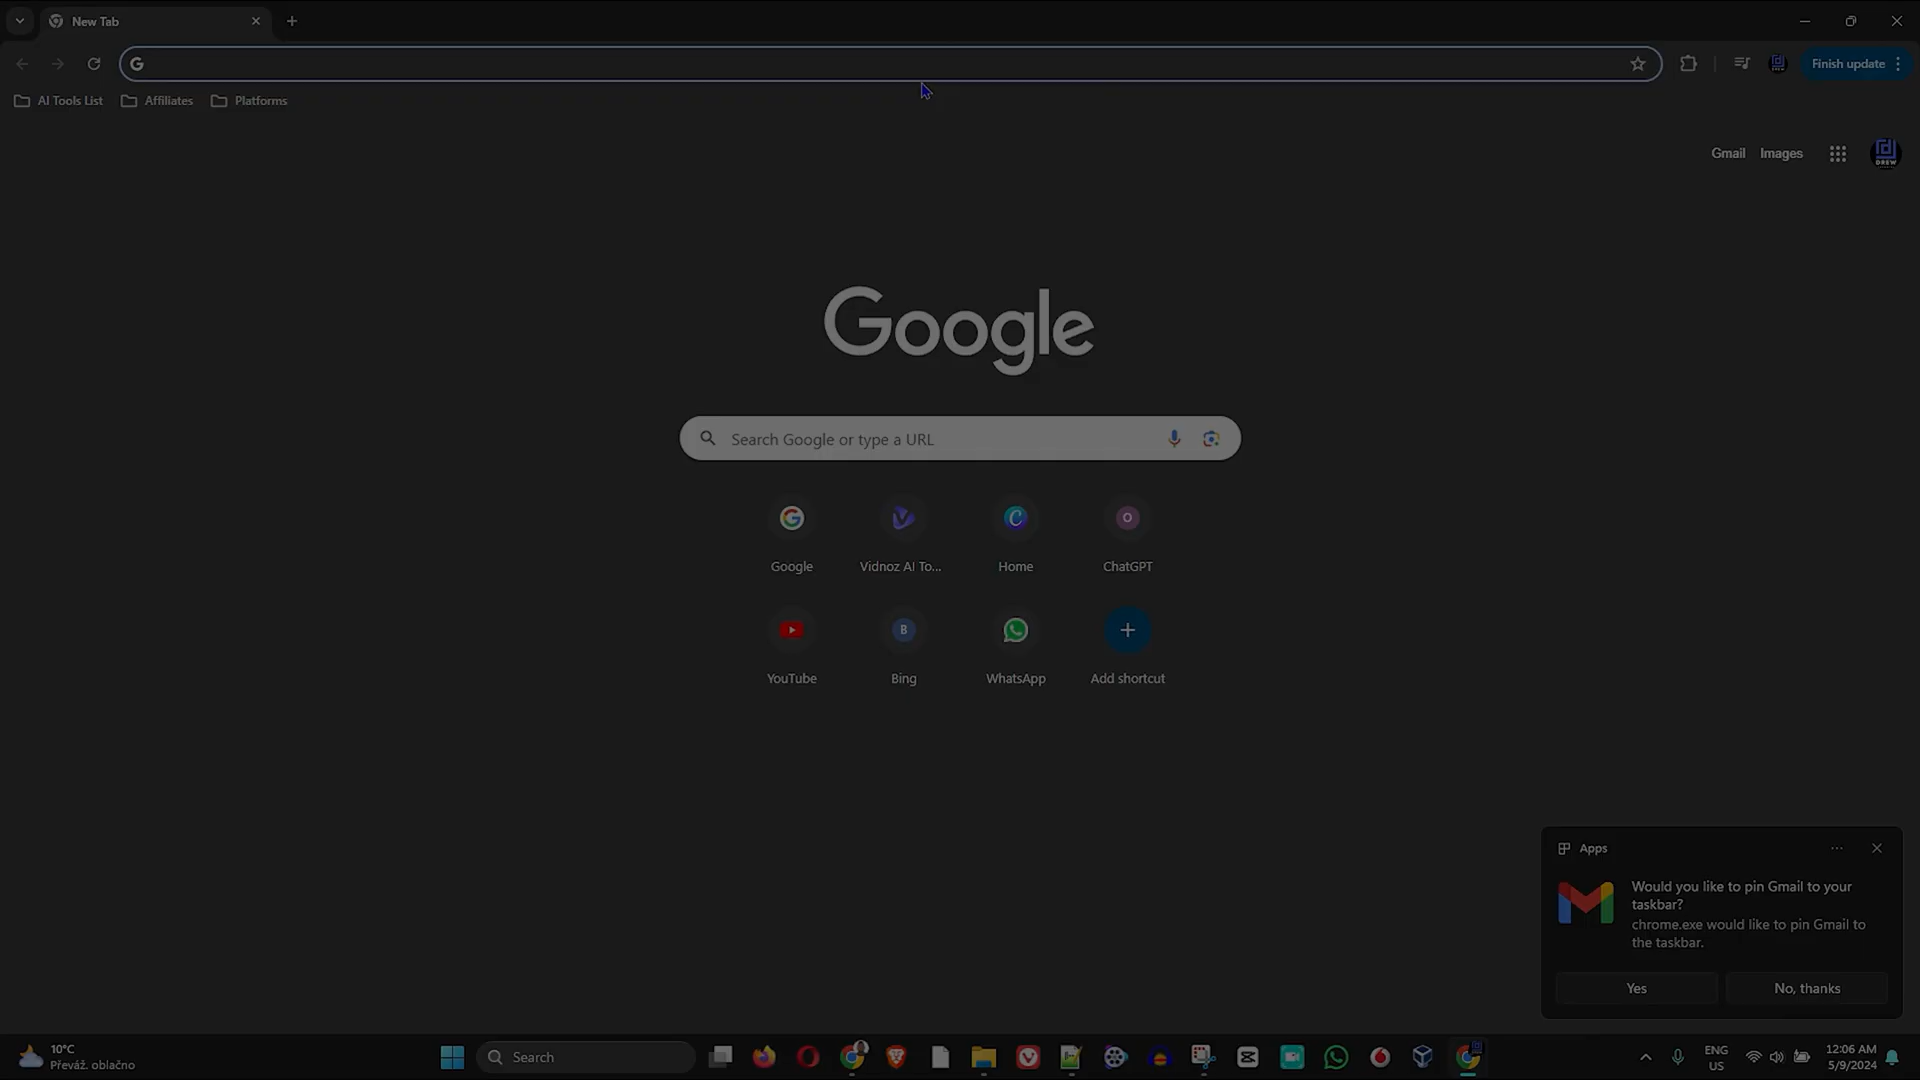 New Tab
Finish update
AI Tools List
Affiliates
Platforms
Gmail
Images
DREW
Google
Search Google or type a URL
Google
Vidnoz AI To...
Home
ChatGPT
YouTube
Bing
WhatsApp
Add shortcut
Apps
Would you like to pin Gmail to your
taskbar?
chrome.exe would like to pin Gmail to
the taskbar.
Yes
No, thanks
10°C
Převáž. oblačno
Search
ENG
US
12:06 AM
5/9/2024